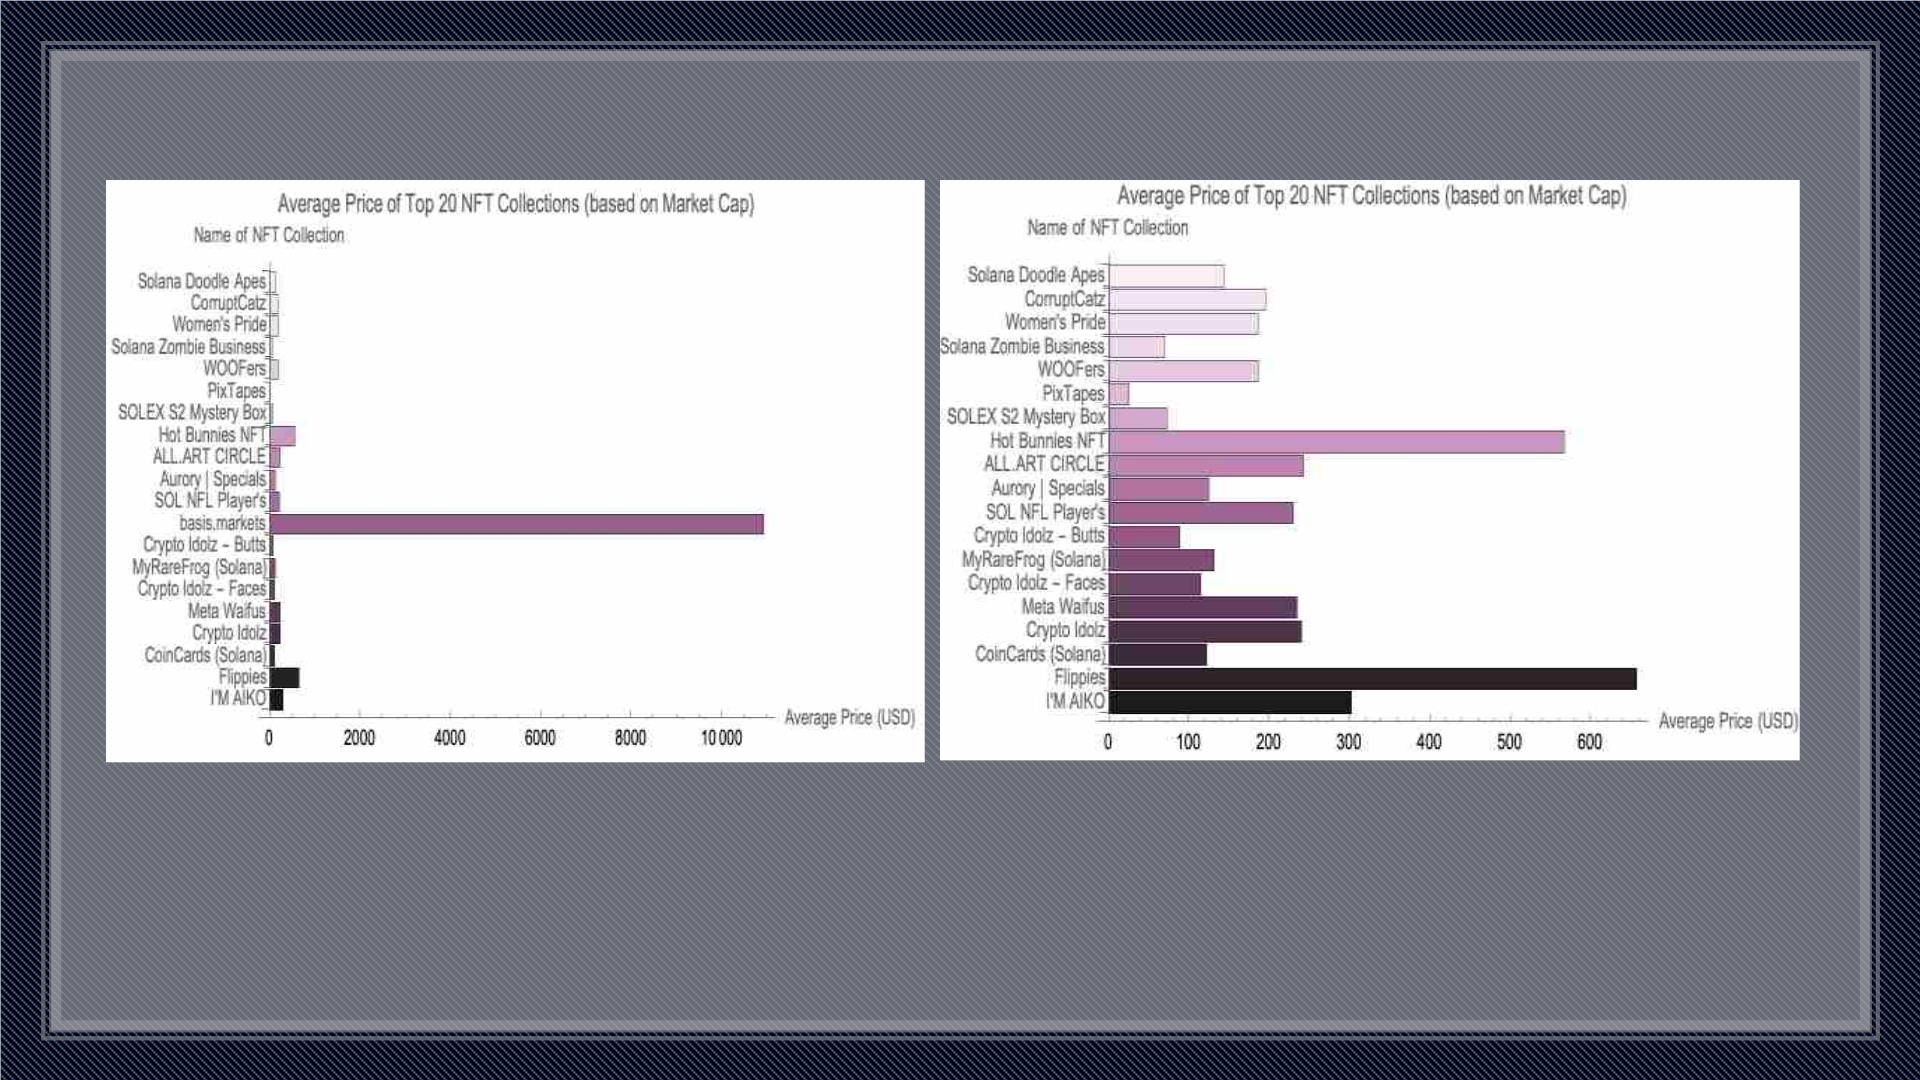 Average Price of Top 20 NFT Collections (based on Market Cap)
Name of NFT Collection
Solana Doodle Apes
CorruptCatz
Women's Pride
Solana Zombie Business
WOOFers
PixTapes
SOLEX S2 Mystery Box
Hot Bunnies NFT
ALL.ART CIRCLE
Aurory | Specials
SOL NFL Player's
basis.markets
Crypto Idolz – Butts
MyRareFrog (Solana)
Crypto Idolz – Faces
Meta Waifus
Crypto Idolz
CoinCards (Solana)
Flippies
I'M AIKO
Average Price (USD)
0 2000 4000 6000 8000 10 000
Average Price of Top 20 NFT Collections (based on Market Cap)
Name of NFT Collection
Solana Doodle Apes
CorruptCatz
Women's Pride
Solana Zombie Business
WOOFers
PixTapes
SOLEX S2 Mystery Box
Hot Bunnies NFT
ALL.ART CIRCLE
Aurory | Specials
SOL NFL Player's
Crypto Idolz – Butts
MyRareFrog (Solana)
Crypto Idolz – Faces
Meta Waifus
Crypto Idolz
CoinCards (Solana)
Flippies
I'M AIKO
Average Price (USD)
0 100 200 300 400 500 600